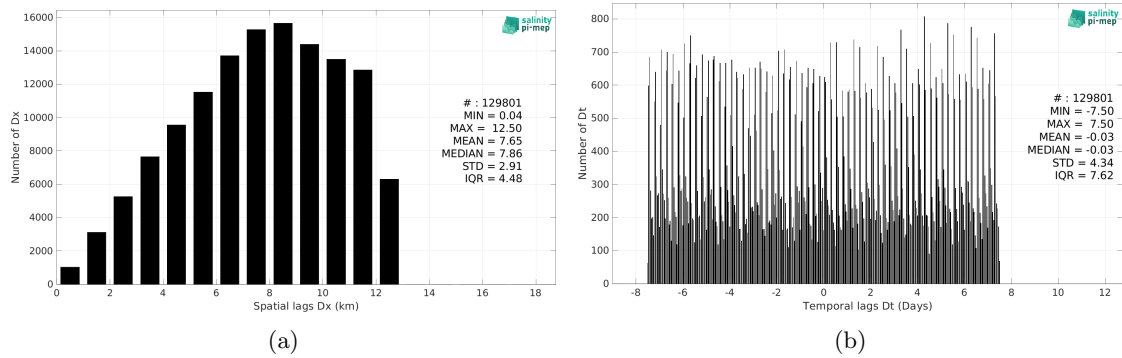 16000
14000
12000
10000
8000
6000
4000
2000
0
Number of Dx
salinity
pi-mep
# : 129801
MIN = 0.04
MAX = 12.50
MEAN = 7.65
MEDIAN = 7.86
STD = 2.91
IQR = 4.48
0 2 4 6 8 10 12 14 16 18
Spatial lags Dx (km)
(a)
800
700
600
500
400
300
200
100
0
Number of Dt
salinity
pi-mep
# : 129801
MIN = -7.50
MAX = 7.50
MEAN = -0.03
MEDIAN = -0.03
STD = 4.34
IQR = 7.62
-8 -6 -4 -2 0 2 4 6 8 10 12
Temporal lags Dt (Days)
(b)